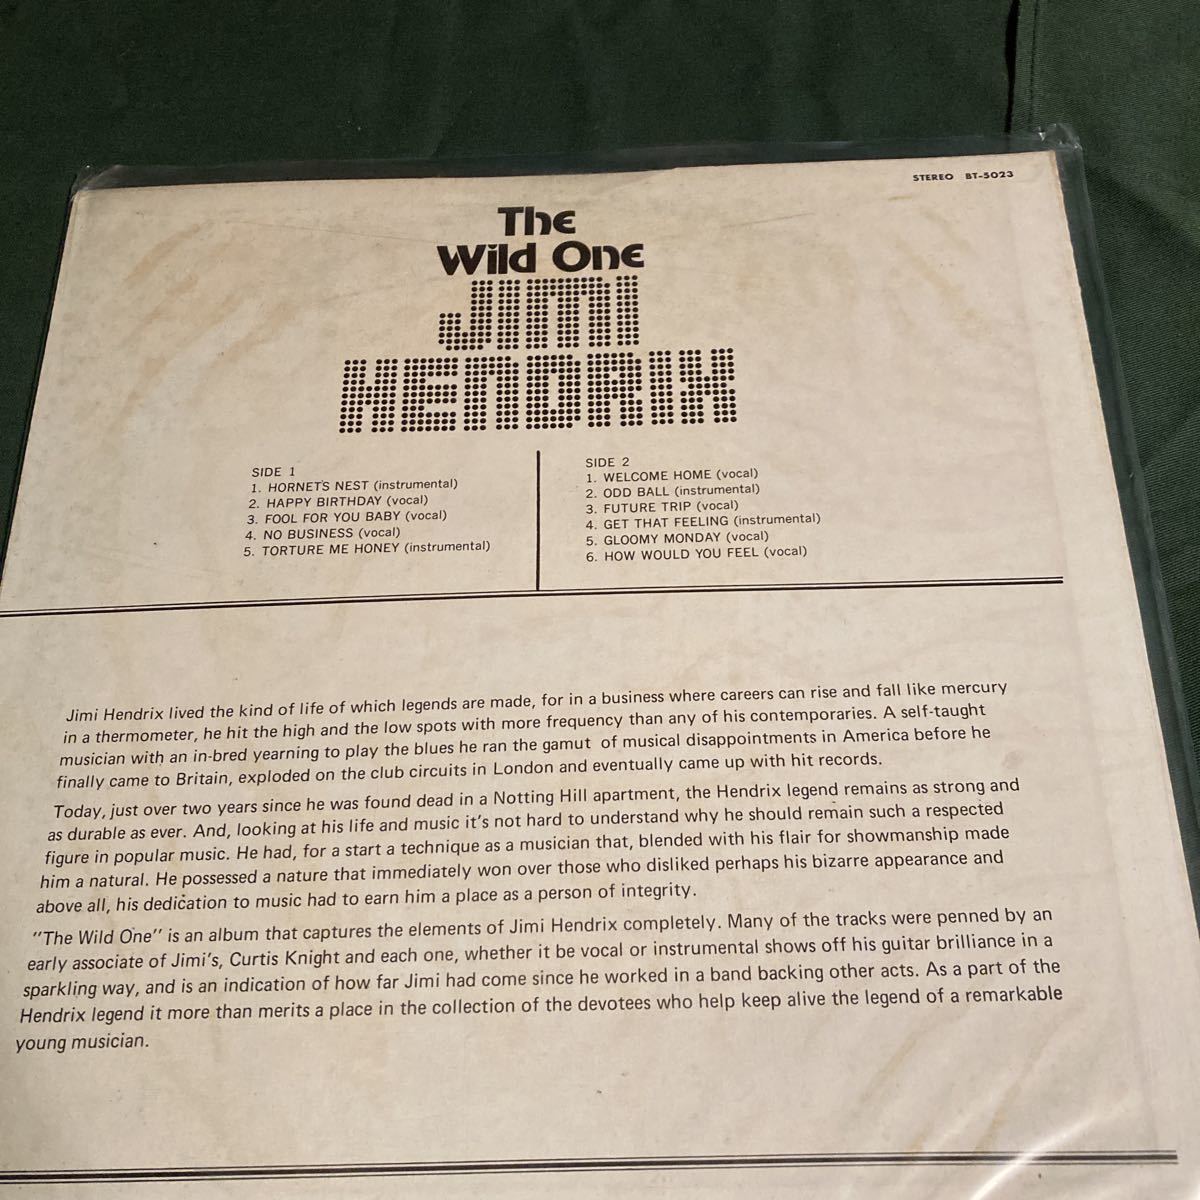 STEREO BT-5023
The
Wild One
JIMI
HENDRIX
SIDE 1
1. HORNET'S NEST (instrumental)
2. HAPPY BIRTHDAY (vocal)
3. FOOL FOR YOU BABY (vocal)
4. NO BUSINESS (vocal)
5. TORTURE ME HONEY (instrumental)
SIDE 2
1. WELCOME HOME (vocal)
2. ODD BALL (instrumental)
3. FUTURE TRIP (vocal)
4. GET THAT FEELING (instrumental)
5. GLOOMY MONDAY (vocal)
6. HOW WOULD YOU FEEL (vocal)
Jimi Hendrix lived the kind of life of which legends are made, for in a business where careers can rise and fall like mercury
in a thermometer, he hit the high and the low spots with more frequency than any of his contemporaries. A self-taught
musician with an in-bred yearning to play the blues he ran the gamut of musical disappointments in America before he
finally came to Britain, exploded on the club circuits in London and eventually came up with hit records.
Today, just over two years since he was found dead in a Notting Hill apartment, the Hendrix legend remains as strong and
as durable as ever. And, looking at his life and music it's not hard to understand why he should remain such a respected
figure in popular music. He had, for a start a technique as a musician that, blended with his flair for showmanship made
him a natural. He possessed a nature that immediately won over those who disliked perhaps his bizarre appearance and
above all, his dedication to music had to earn him a place as a person of integrity.
"The Wild One" is an album that captures the elements of Jimi Hendrix completely. Many of the tracks were penned by an
early associate of Jimi's, Curtis Knight and each one, whether it be vocal or instrumental shows off his guitar brilliance in a
sparkling way, and is an indication of how far Jimi had come since he worked in a band backing other acts. As a part of the
Hendrix legend it more than merits a place in the collection of the devotees who help keep alive the legend of a remarkable
young musician.